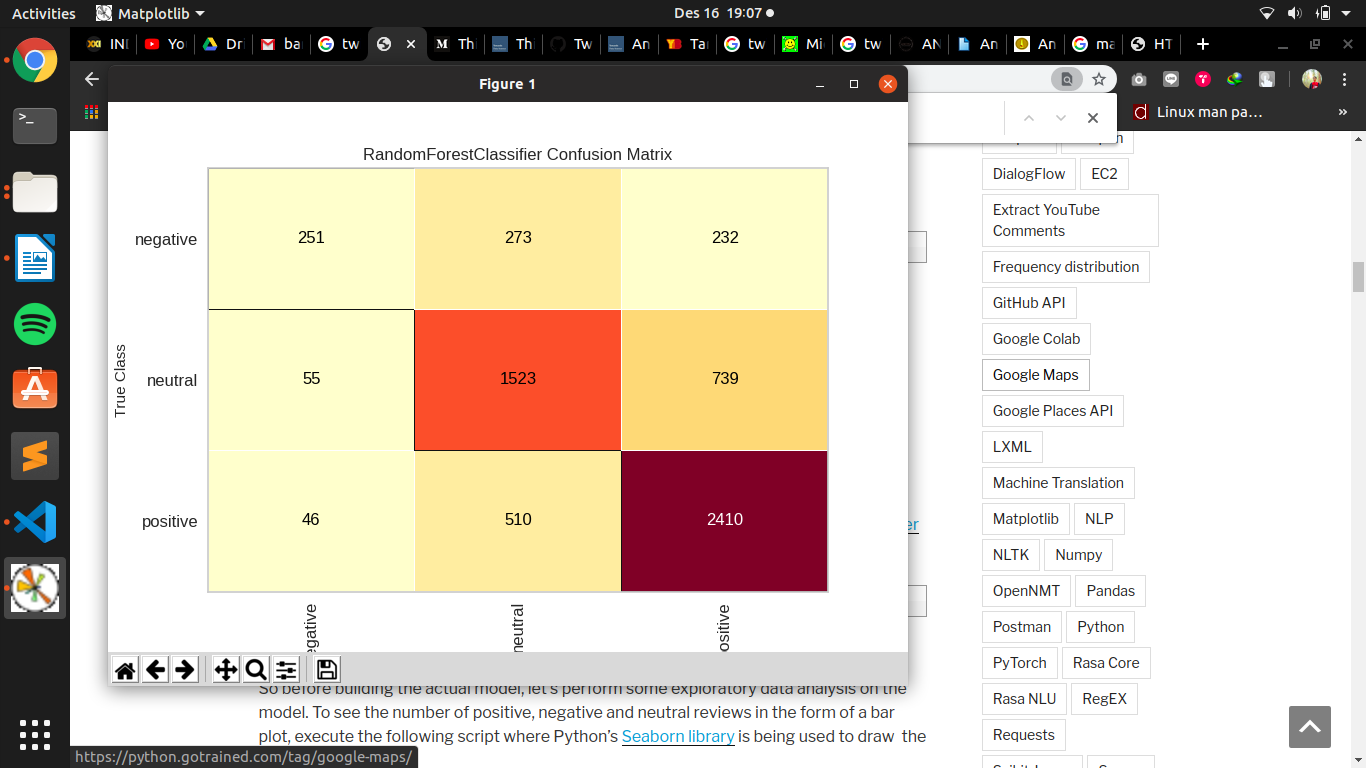 Activities
Matplotlib
Des 16 19:07
INI
Yo
Dri
ba
tw
Th
Th
Tw
An
Tar
tw
Mi
tw
AN
An
An
ma
HT
Figure 1
Linux man pa…
RandomForestClassifier Confusion Matrix
True Class
negative
251 273 232
neutral
55 1523 739
positive
46 510 2410
egative
neutral
ositive
DialogFlow
EC2
Extract YouTube
Comments
Frequency distribution
GitHub API
Google Colab
Google Maps
Google Places API
LXML
Machine Translation
Matplotlib
NLP
NLTK
Numpy
OpenNMT
Pandas
Postman
Python
PyTorch
Rasa Core
Rasa NLU
RegEX
Requests
er
So before building the actual model, let's perform some exploratory data analysis on the
model. To see the number of positive, negative and neutral reviews in the form of a bar
plot, execute the following script where Python's Seaborn library is being used to draw the
https://python.gotrained.com/tag/google-maps/